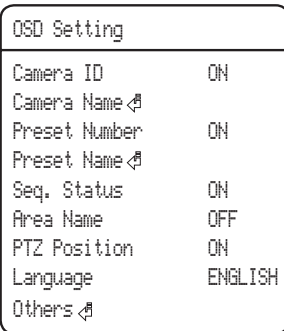 OSD Setting
Camera ID ON
Camera Name
Preset Number ON
Preset Name
Seq. Status ON
Area Name OFF
PTZ Position ON
Language ENGLISH
Others